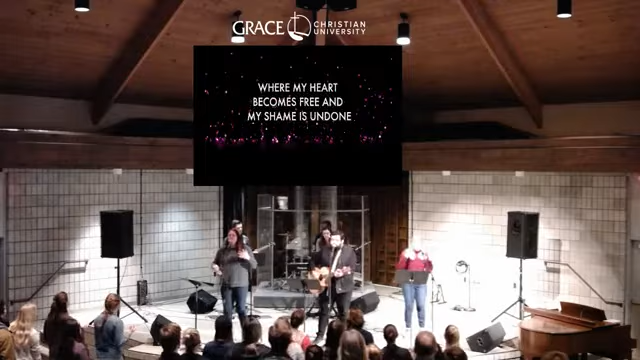 GRACE CHRISTIAN
UNIVERSITY
WHERE MY HEART
BECOMES FREE AND
MY SHAME IS UNDONE